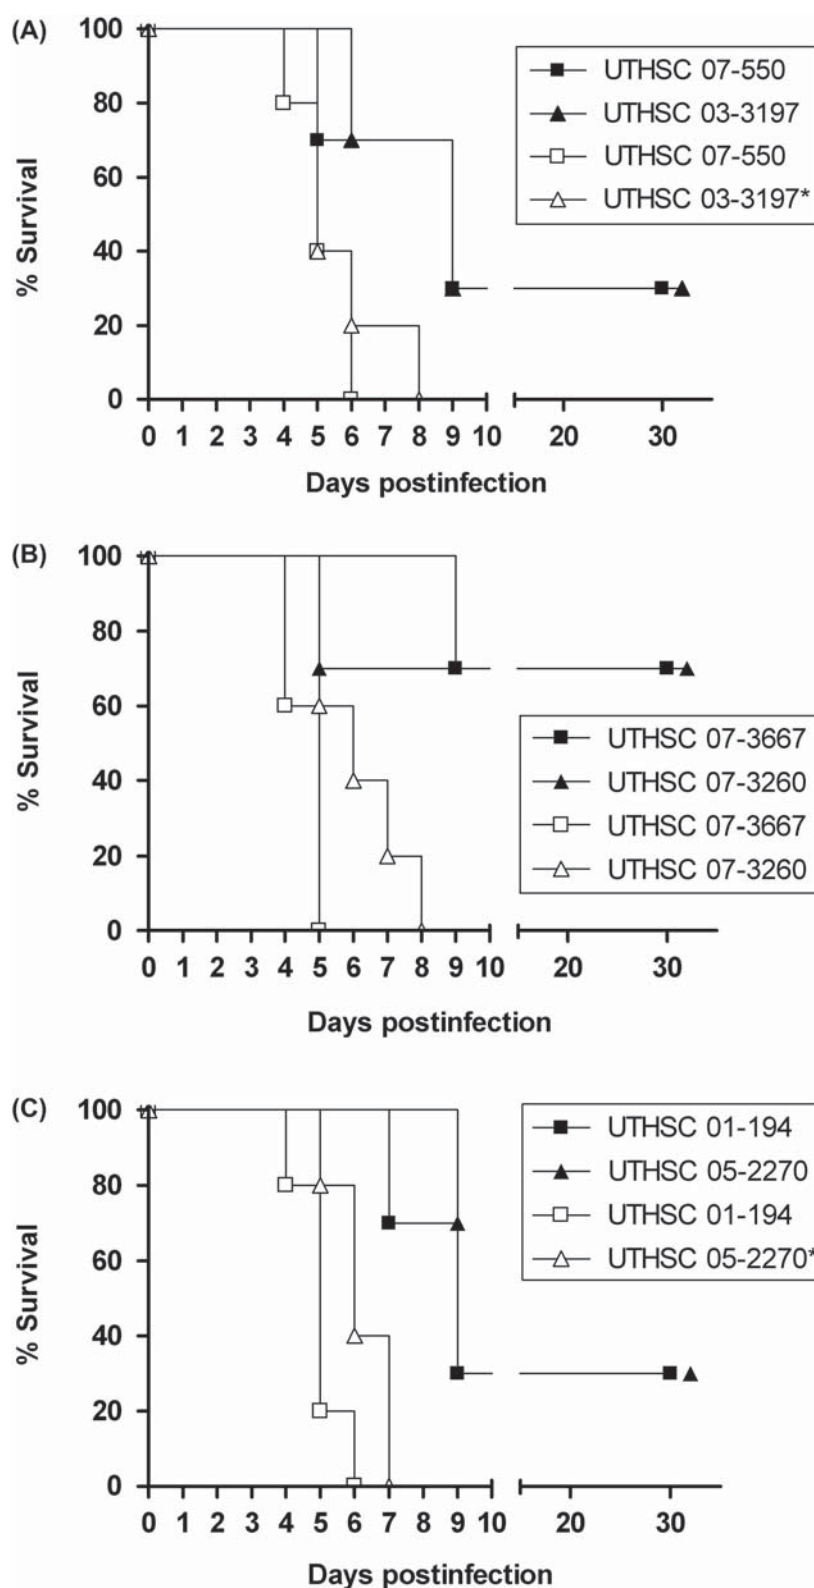 (A)
100
80
60
40
20
0
% Survival
0 1 2 3 4 5 6 7 8 9 10 20 30
Days postinfection
UTHSC 07-550
UTHSC 03-3197
UTHSC 07-550
UTHSC 03-3197*
(B)
100
80
60
40
20
0
% Survival
0 1 2 3 4 5 6 7 8 9 10 20 30
Days postinfection
UTHSC 07-3667
UTHSC 07-3260
UTHSC 07-3667
UTHSC 07-3260
(C)
100
80
60
40
20
0
% Survival
0 1 2 3 4 5 6 7 8 9 10 20 30
Days postinfection
UTHSC 01-194
UTHSC 05-2270
UTHSC 01-194
UTHSC 05-2270*